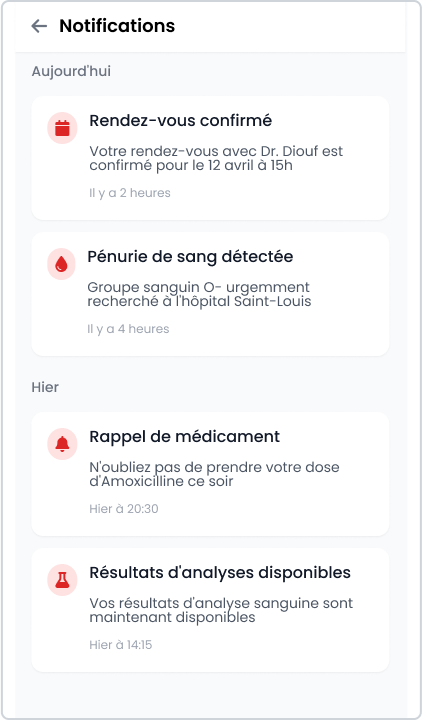 Notifications
Aujourd'hui
Rendez-vous confirmé
Votre rendez-vous avec Dr. Diouf est
confirmé pour le 12 avril à 15h
Il y a 2 heures
Pénurie de sang détectée
Groupe sanguin O- urgemment
recherché à l'hôpital Saint-Louis
Il y a 4 heures
Hier
Rappel de médicament
N'oubliez pas de prendre votre dose
d'Amoxicilline ce soir
Hier à 20:30
Résultats d'analyses disponibles
Vos résultats d'analyse sanguine sont
maintenant disponibles
Hier à 14:15